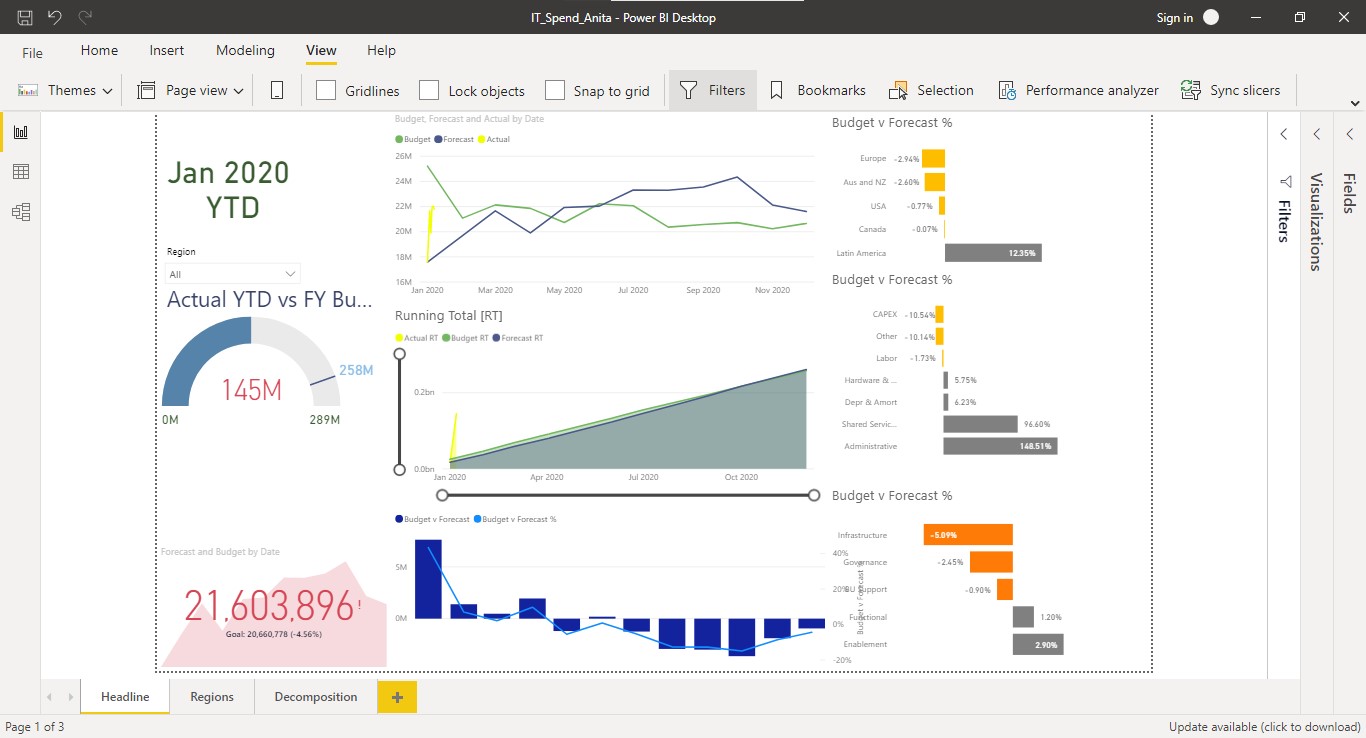 IT_Spend_Anita - Power BI Desktop
Sign in
File Home Insert Modeling View Help
Themes Page view Gridlines Lock objects Snap to grid Filters Bookmarks Selection Performance analyzer Sync slicers
Jan 2020
YTD
Region
All
Actual YTD vs FY Bu...
258M
145M
0M 289M
Forecast and Budget by Date
21,603,896!
Goal: 20,660,778 (-4.56%)
Budget, Forecast and Actual by Date
Budget Forecast Actual
26M
24M
22M
20M
18M
16M
Jan 2020 Mar 2020 May 2020 Jul 2020 Sep 2020 Nov 2020
Running Total [RT]
Actual RT Budget RT Forecast RT
0.2bn
0.0bn
Jan 2020 Apr 2020 Jul 2020 Oct 2020
Budget v Forecast Budget v Forecast %
5M
0M
40%
20%
0%
-20%
Budget v Forecast %
Budget v Forecast %
Europe -2.94%
Aus and NZ -2.60%
USA -0.77%
Canada -0.07%
Latin America 12.35%
Budget v Forecast %
CAPEX -10.54%
Other -10.14%
Labor -1.73%
Hardware & ... 5.75%
Depr & Amort 6.23%
Shared Servic... 96.60%
Administrative 148.51%
Budget v Forecast %
Infrastructure -5.09%
Governance -2.45%
BU Support -0.90%
Functional 1.20%
Enablement 2.90%
Filters
Visualizations
Fields
Headline Regions Decomposition
Page 1 of 3
Update available (click to download)